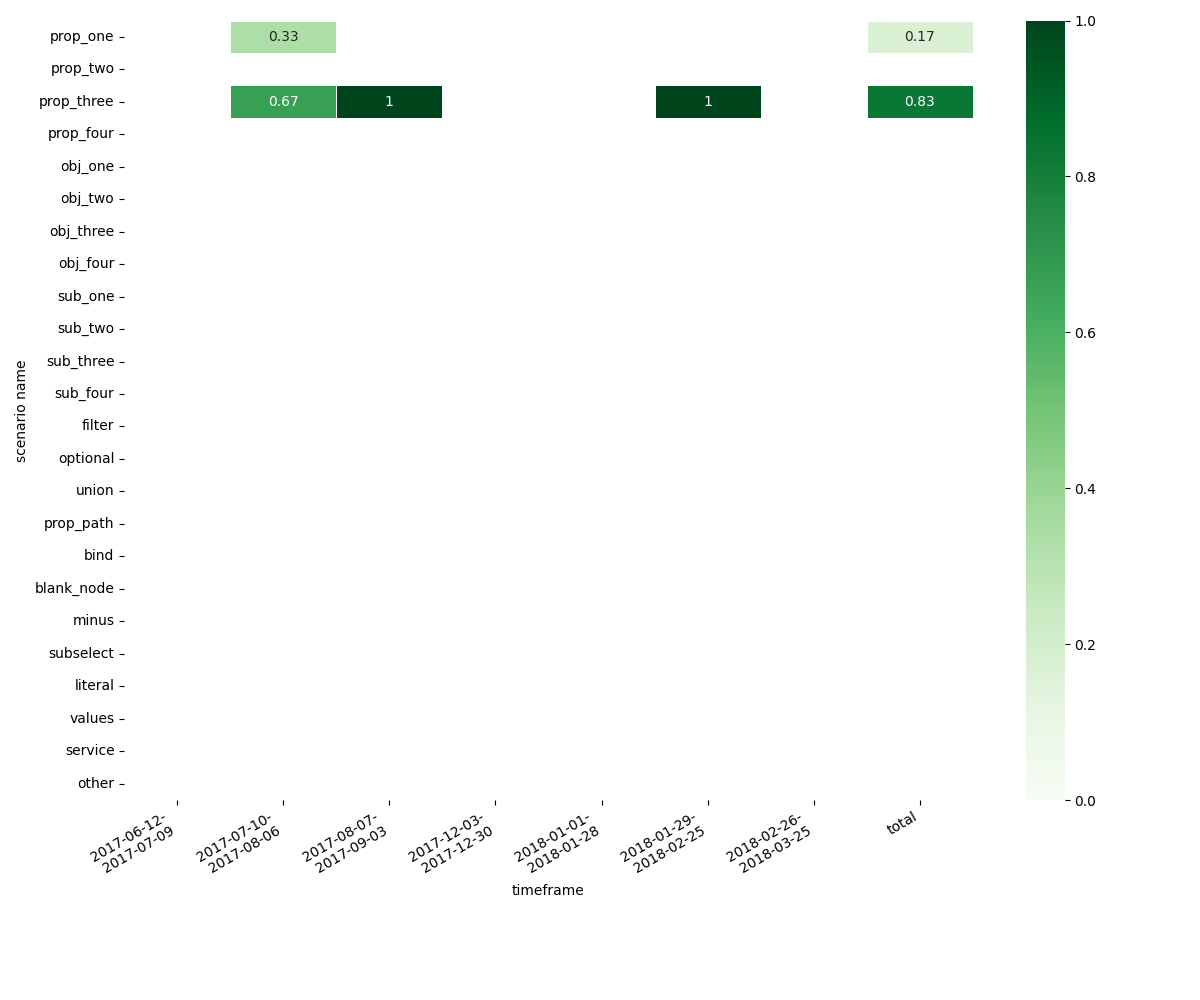 prop_one
0.33
0.17
prop_two
prop_three
0.67
1
1
0.83
prop_four
obj_one
obj_two
obj_three
obj_four
sub_one
sub_two
sub_three
sub_four
filter
optional
union
prop_path
bind
blank_node
minus
subselect
literal
values
service
other
scenario name
2017-06-12-
2017-07-09
2017-07-10-
2017-08-06
2017-08-07-
2017-09-03
2017-12-03-
2017-12-30
2018-01-01-
2018-01-28
2018-01-29-
2018-02-25
2018-02-26-
2018-03-25
total
timeframe
1.0
0.8
0.6
0.4
0.2
0.0